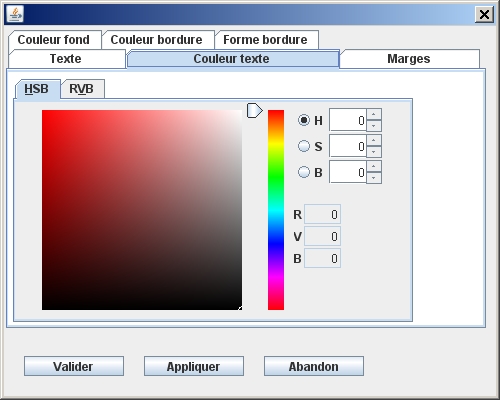 Couleur fond Couleur bordure Forme bordure
Texte Couleur texte Marges
HSB RVB
H 0
S 0
B 0
R 0
V 0
B 0
Valider Appliquer Abandon